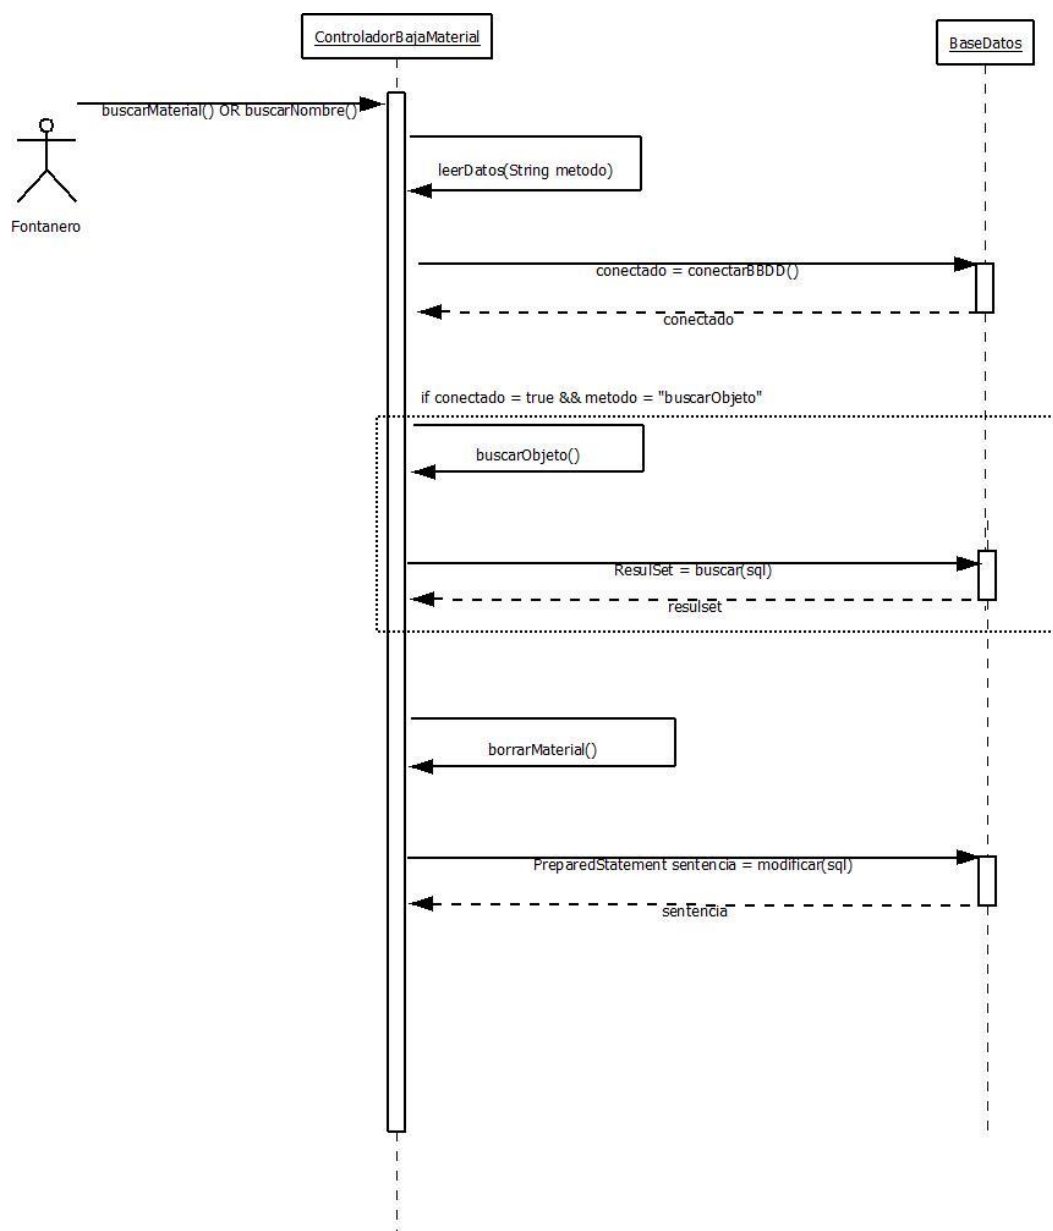 ControladorBajaMaterial
BaseDatos
buscarMaterial() OR buscarNombre()
Fontanero
leerDatos(String metodo)
conectado = conectarBBDD()
conectado
if conectado = true && metodo = "buscarObjeto"
buscarObjeto()
ResulSet = buscar(sql)
resulset
borrarMaterial()
PreparedStatement sentencia = modificar(sql)
sentencia